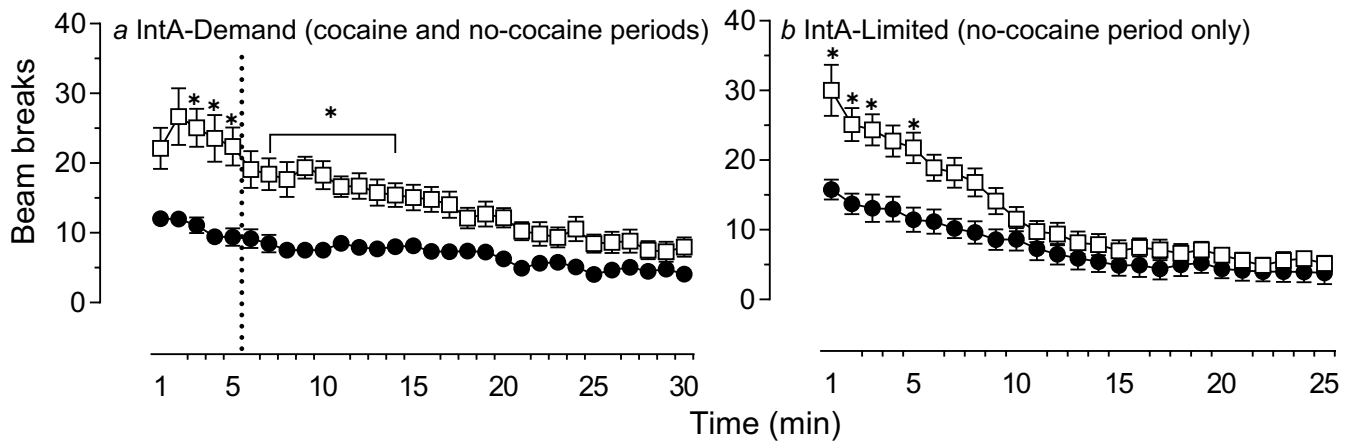 a IntA-Demand (cocaine and no-cocaine periods)
40
30
20
10
0
Beam breaks
* * *
*
1 5 10 15 20 25 30
b IntA-Limited (no-cocaine period only)
40
30
20
10
0
* * * *
1 5 10 15 20 25
Time (min)